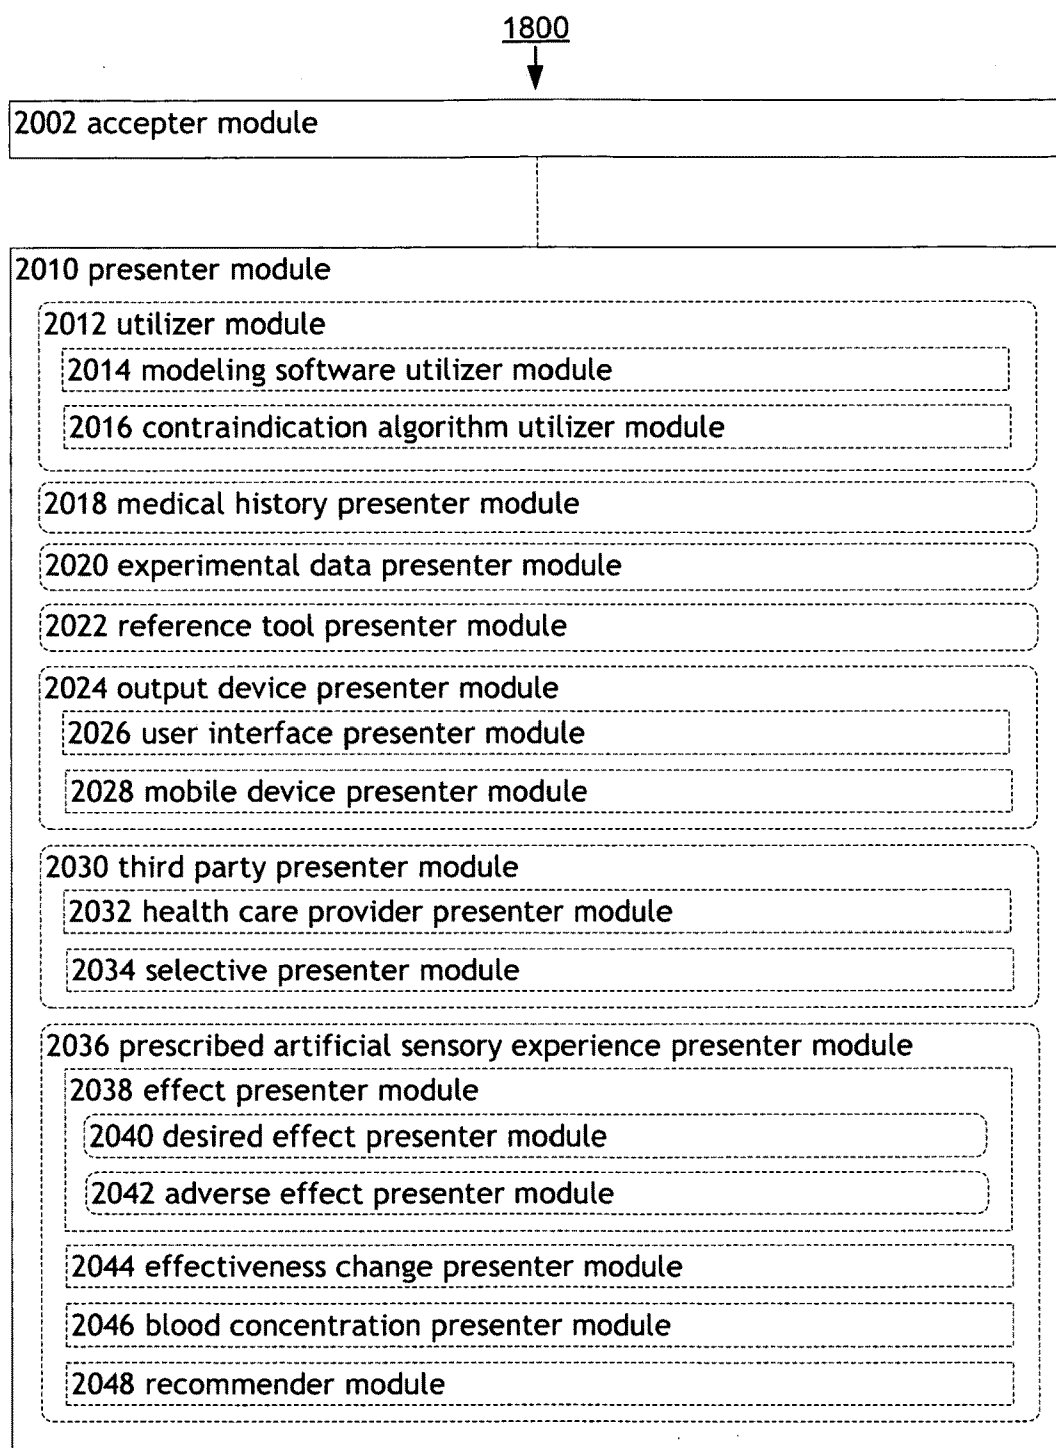 1800
2002 accepter module
2010 presenter module
2012 utilizer module
2014 modeling software utilizer module
2016 contraindication algorithm utilizer module
2018 medical history presenter module
2020 experimental data presenter module
2022 reference tool presenter module
2024 output device presenter module
2026 user interface presenter module
2028 mobile device presenter module
2030 third party presenter module
2032 health care provider presenter module
2034 selective presenter module
2036 prescribed artificial sensory experience presenter module
2038 effect presenter module
2040 desired effect presenter module
2042 adverse effect presenter module
2044 effectiveness change presenter module
2046 blood concentration presenter module
2048 recommender module